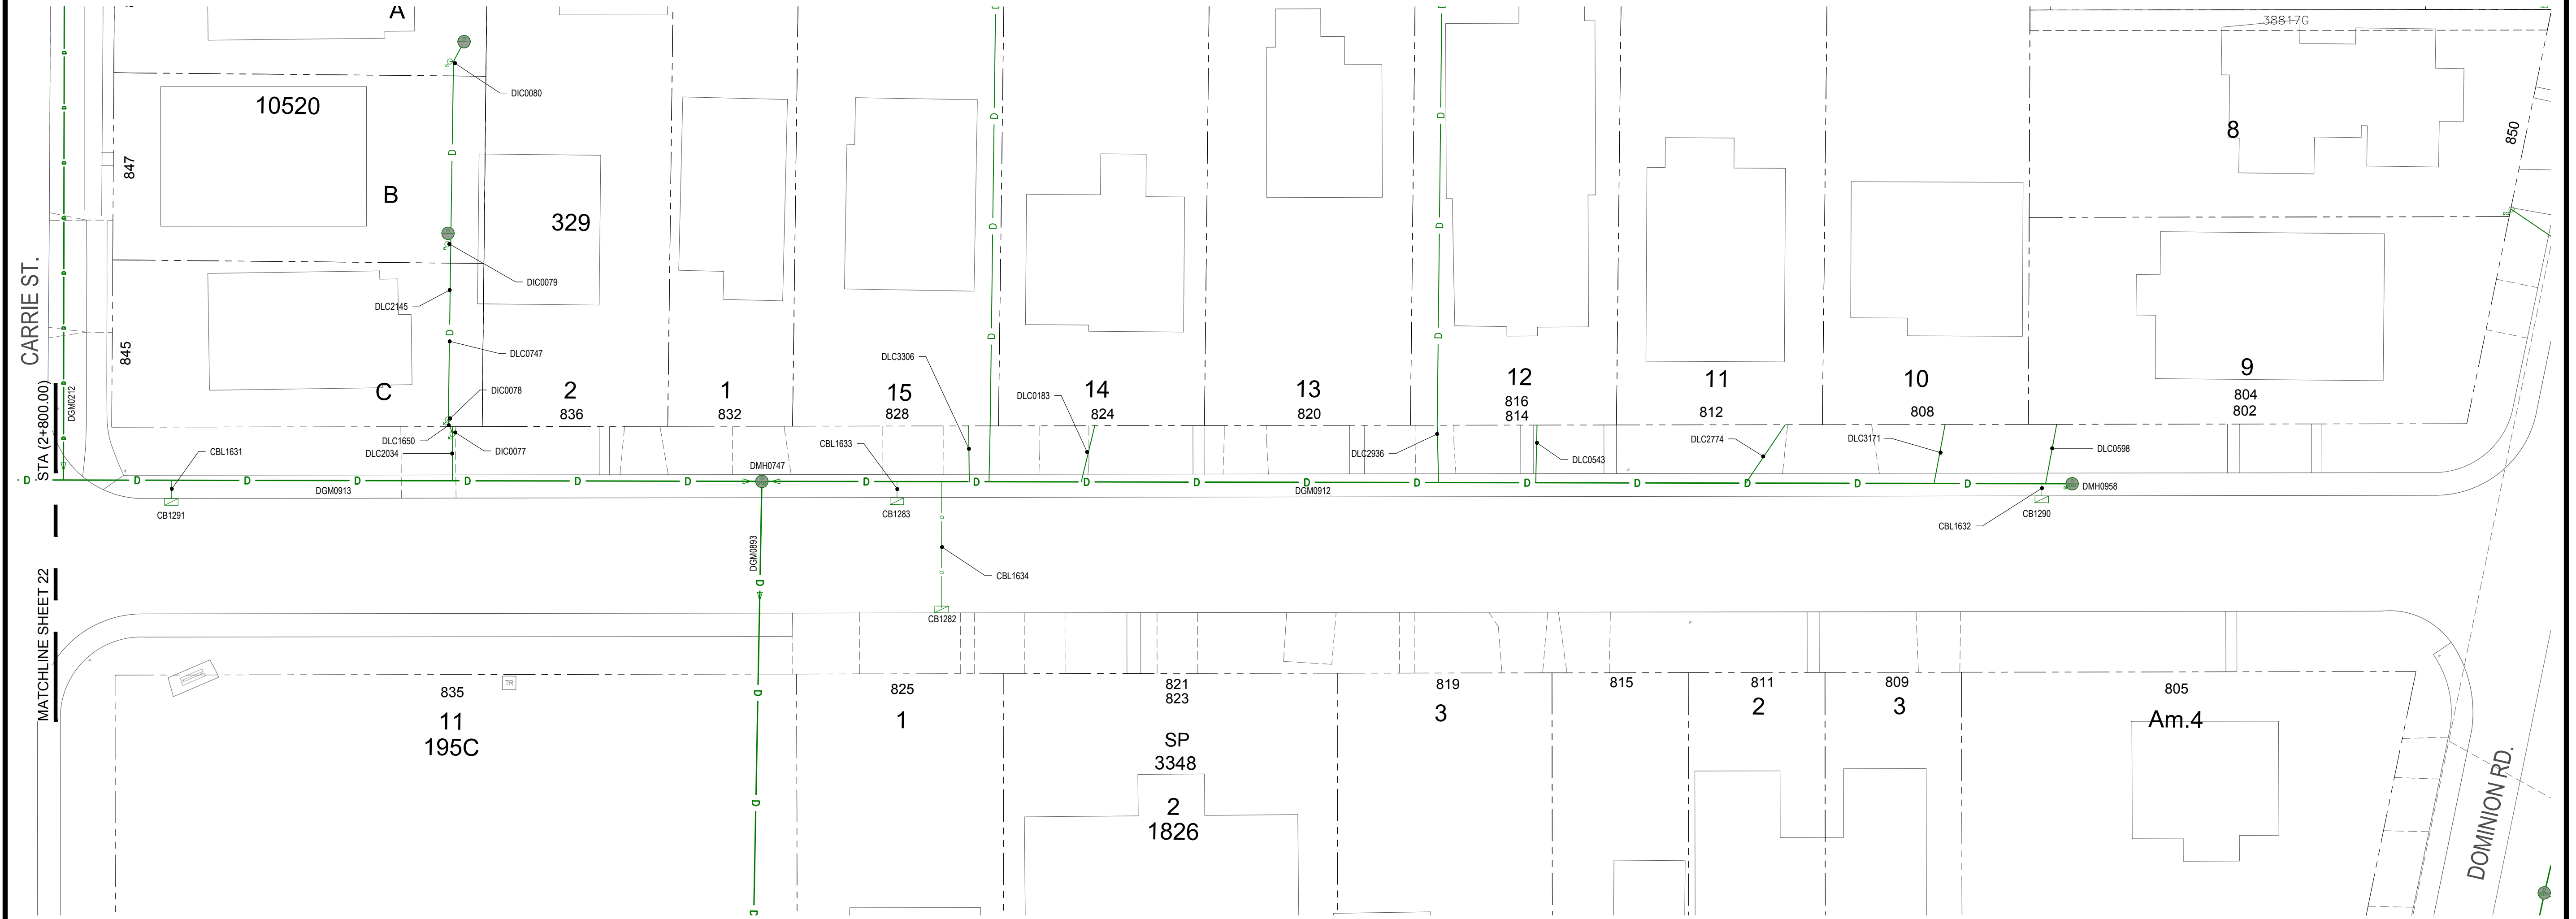 A
38817G
DIC0080
10520
847
B
8
850
329
DIC0079
DLC2145
CARRIE ST.
845
DLC0747
DLC3306
DIC0078
C
2
836
1
832
15
828
DLC0183
14
824
13
820
12
816
814
11
812
10
808
9
804
802
STA (2+800.00)
DGM0212
DLC1650
DLC2034
DIC0077
CBL1631
CBL1633
DMH0747
DLC2936
DLC0543
DLC2774
DLC3171
DLC0598
D D D D D D D D D D D D D D D D D D
DGM0913
DGM0912
DMH0958
CB1291
CB1283
CB1290
CBL1632
DGM0893
CBL1634
CB1282
MATCHLINE SHEET 22
835
TR
11
195C
825
1
821
823
SP
3348
2
1826
819
3
815
811
2
809
3
805
Am.4
DOMINION RD.